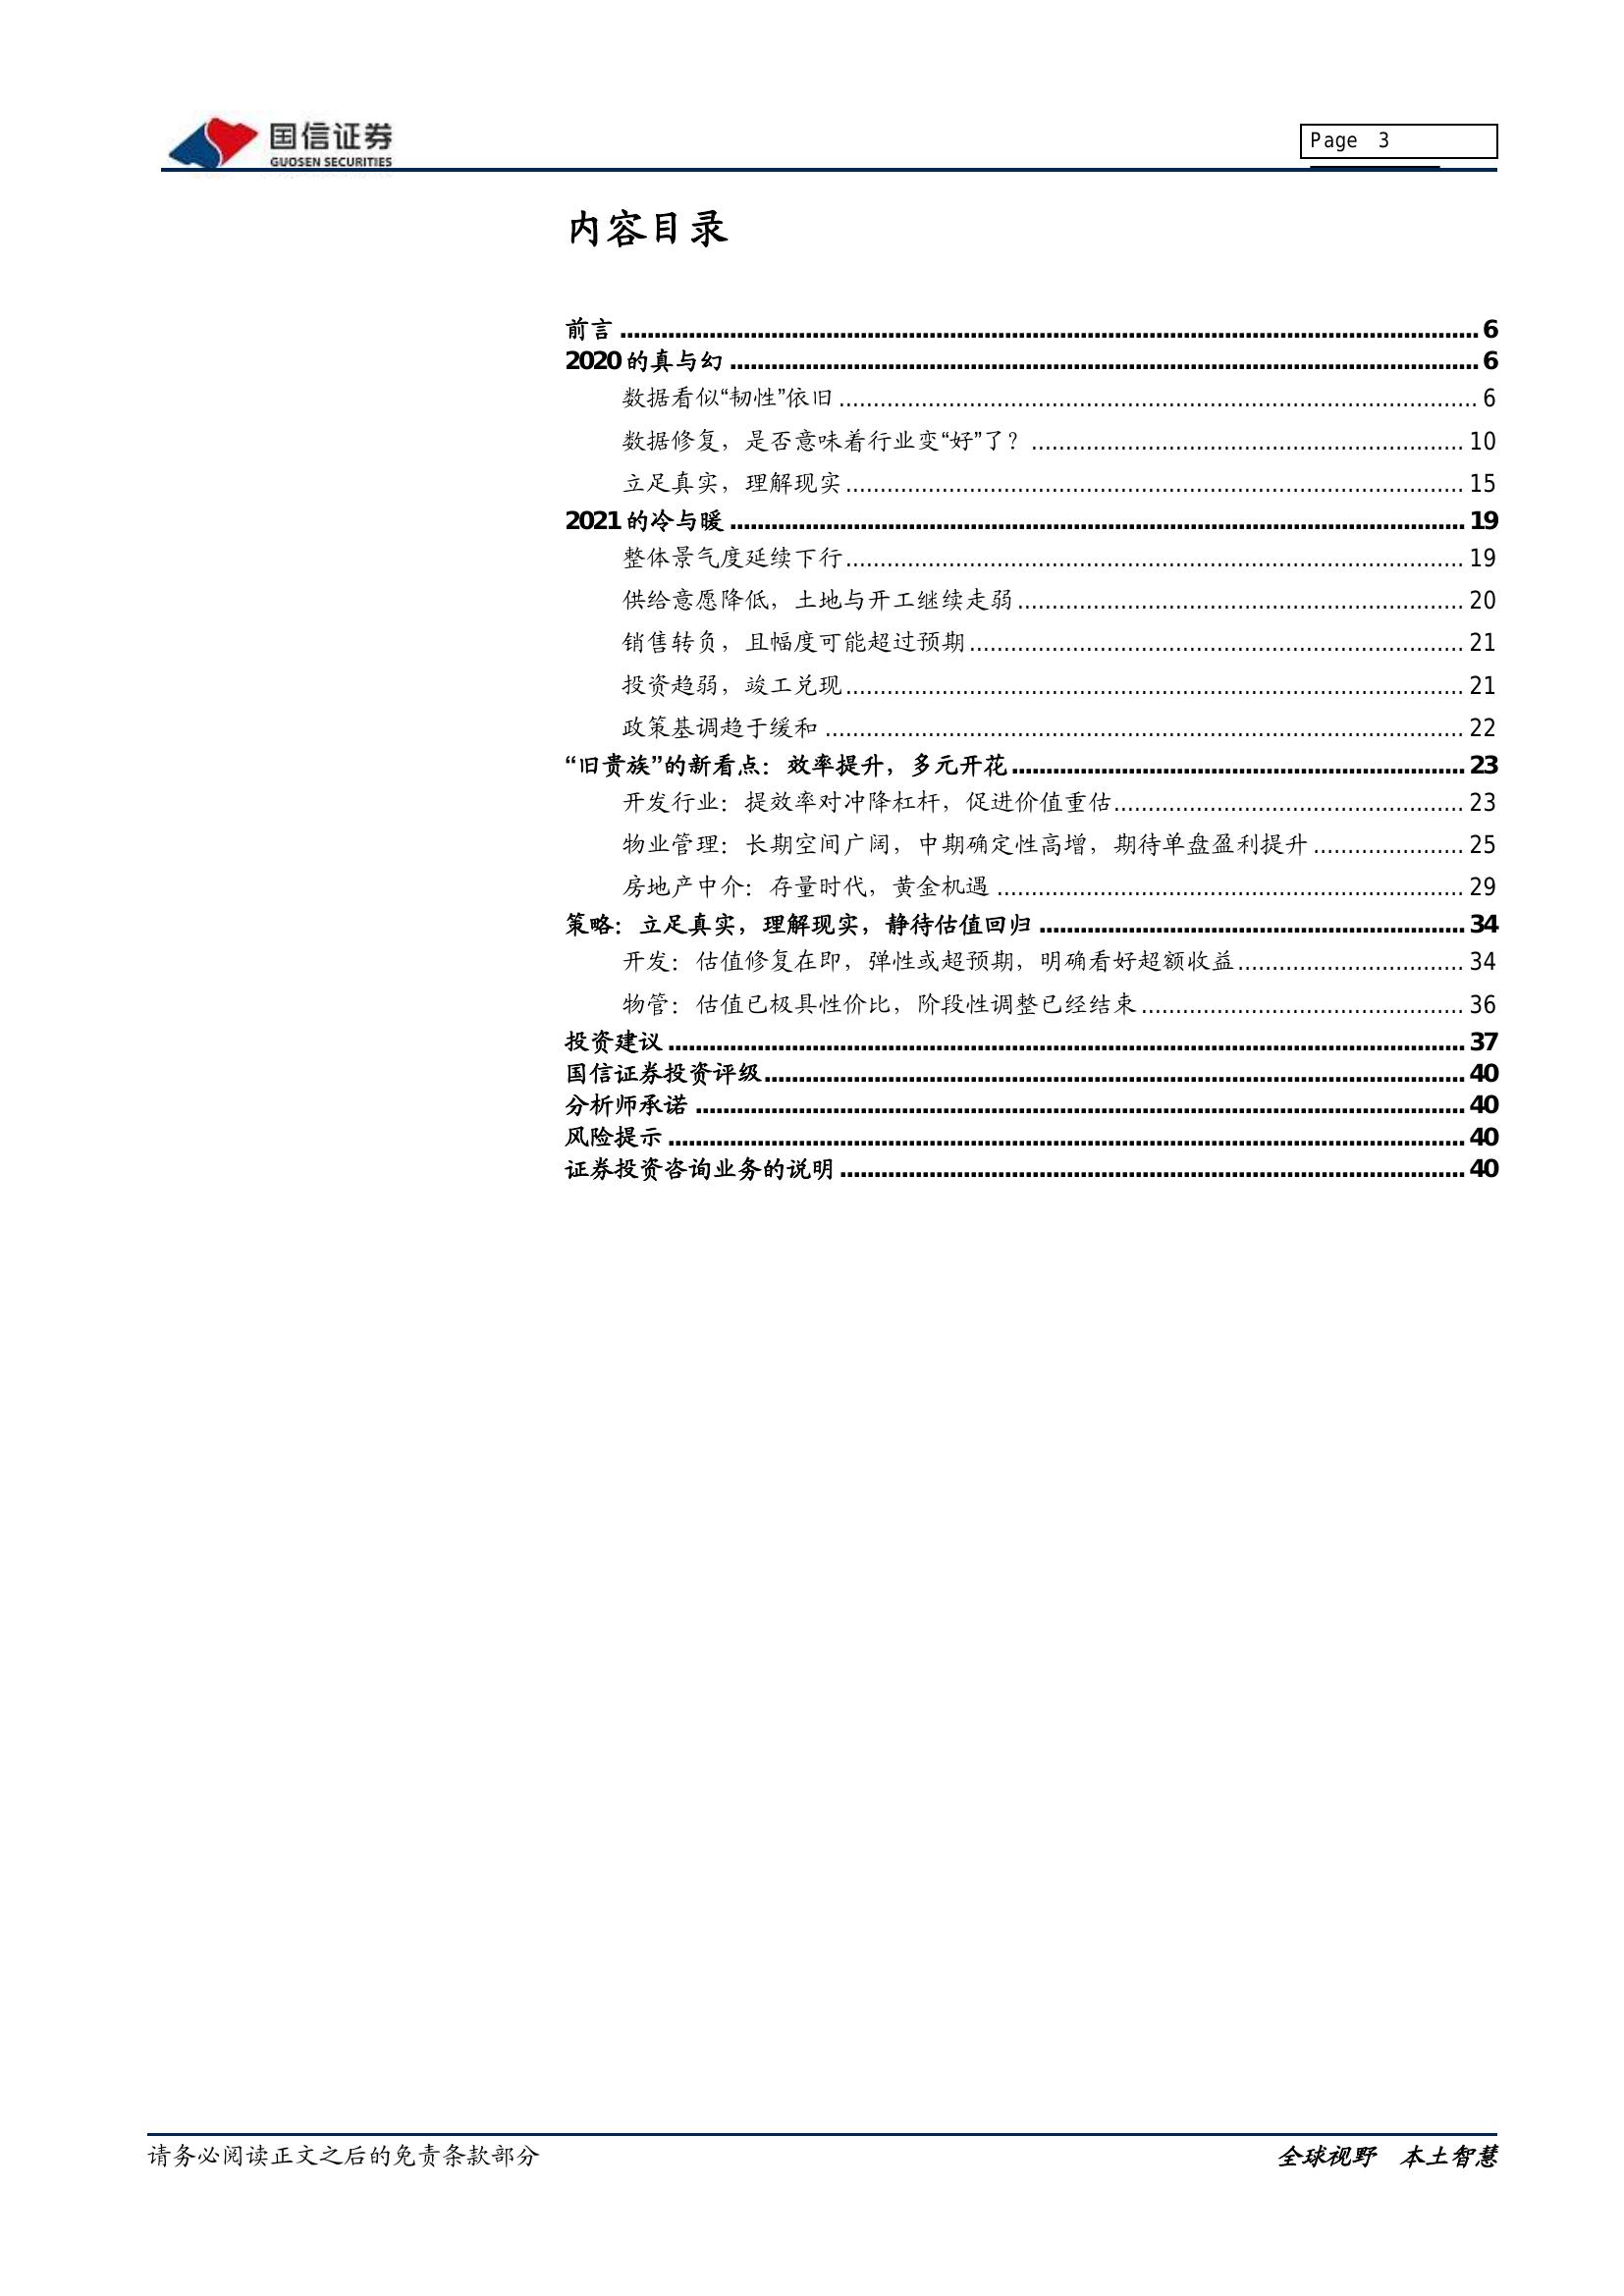 国信证券
GUOSEN SECURITIES
Page 3
内容目录
前言 ........ 6
2020 的真与幻 ........ 6
数据看似“韧性”依旧 ........ 6
数据修复，是否意味着行业变“好”了？ ........ 10
立足真实，理解现实 ........ 15
2021 的冷与暖 ........ 19
整体景气度延续下行 ........ 19
供给意愿降低，土地与开工继续走弱 ........ 20
销售转负，且幅度可能超过预期 ........ 21
投资趋弱，竣工兑现 ........ 21
政策基调趋于缓和 ........ 22
“旧贵族”的新看点：效率提升，多元开花 ........ 23
开发行业：提效率对冲降杠杆，促进价值重估 ........ 23
物业管理：长期空间广阔，中期确定性高增，期待单盘盈利提升 ........ 25
房地产中介：存量时代，黄金机遇 ........ 29
策略：立足真实，理解现实，静待估值回归 ........ 34
开发：估值修复在即，弹性或超预期，明确看好超额收益 ........ 34
物管：估值已极具性价比，阶段性调整已经结束 ........ 36
投资建议 ........ 37
国信证券投资评级 ........ 40
分析师承诺 ........ 40
风险提示 ........ 40
证券投资咨询业务的说明 ........ 40
请务必阅读正文之后的免责条款部分
全球视野 本土智慧